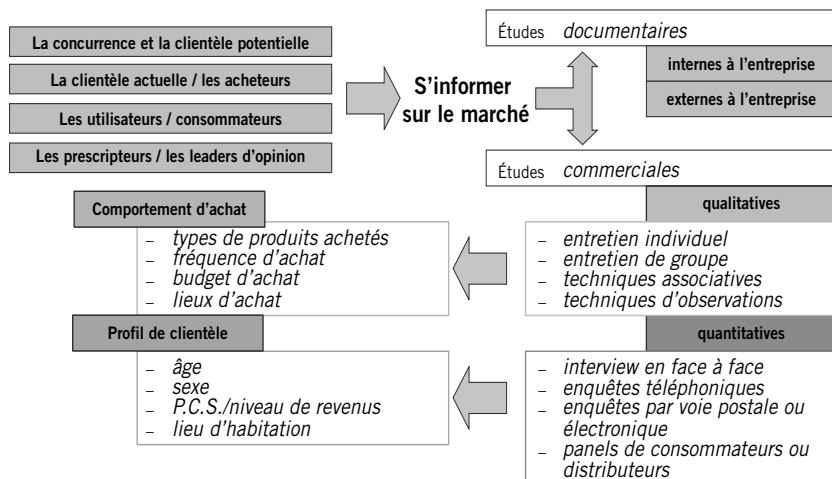 La concurrence et la clientèle potentielle
La clientèle actuelle / les acheteurs
Les utilisateurs / consommateurs
Les prescripteurs / les leaders d'opinion
S'informer
sur le marché
Études documentaires
internes à l'entreprise
externes à l'entreprise
Études commerciales
qualitatives
– entretien individuel
– entretien de groupe
– techniques associatives
– techniques d'observations
Comportement d'achat
– types de produits achetés
– fréquence d'achat
– budget d'achat
– lieux d'achat
quantitatives
– interview en face à face
– enquêtes téléphoniques
– enquêtes par voie postale ou
électronique
– panels de consommateurs ou
distributeurs
Profil de clientèle
– âge
– sexe
– P.C.S./niveau de revenus
– lieu d'habitation